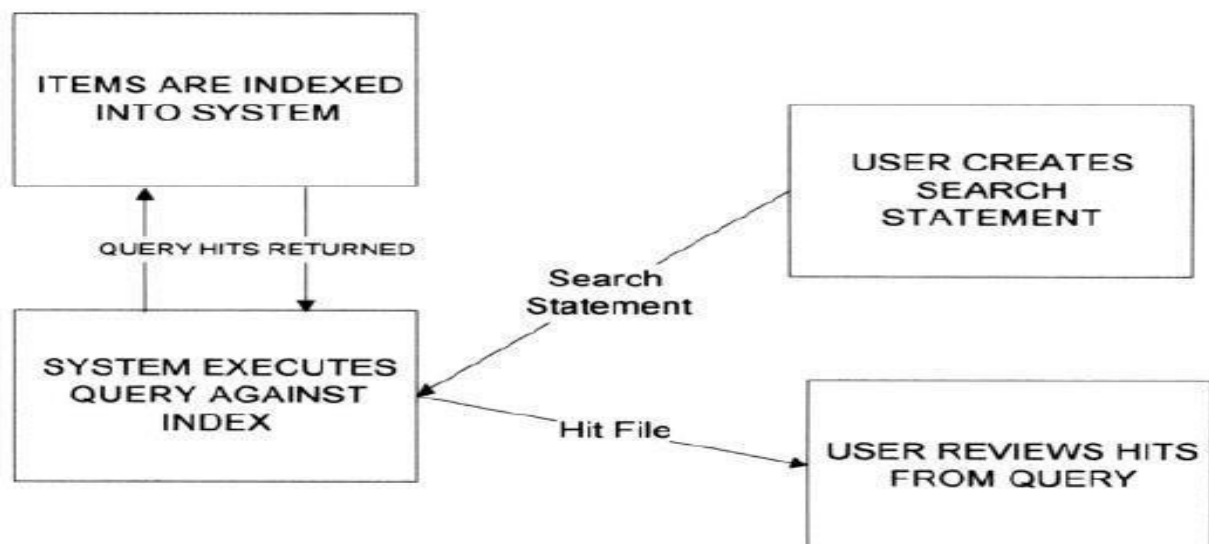 ITEMS ARE INDEXED
INTO SYSTEM
USER CREATES
SEARCH
STATEMENT
QUERY HITS RETURNED
Search
Statement
SYSTEM EXECUTES
QUERY AGAINST
INDEX
Hit File
USER REVIEWS HITS
FROM QUERY